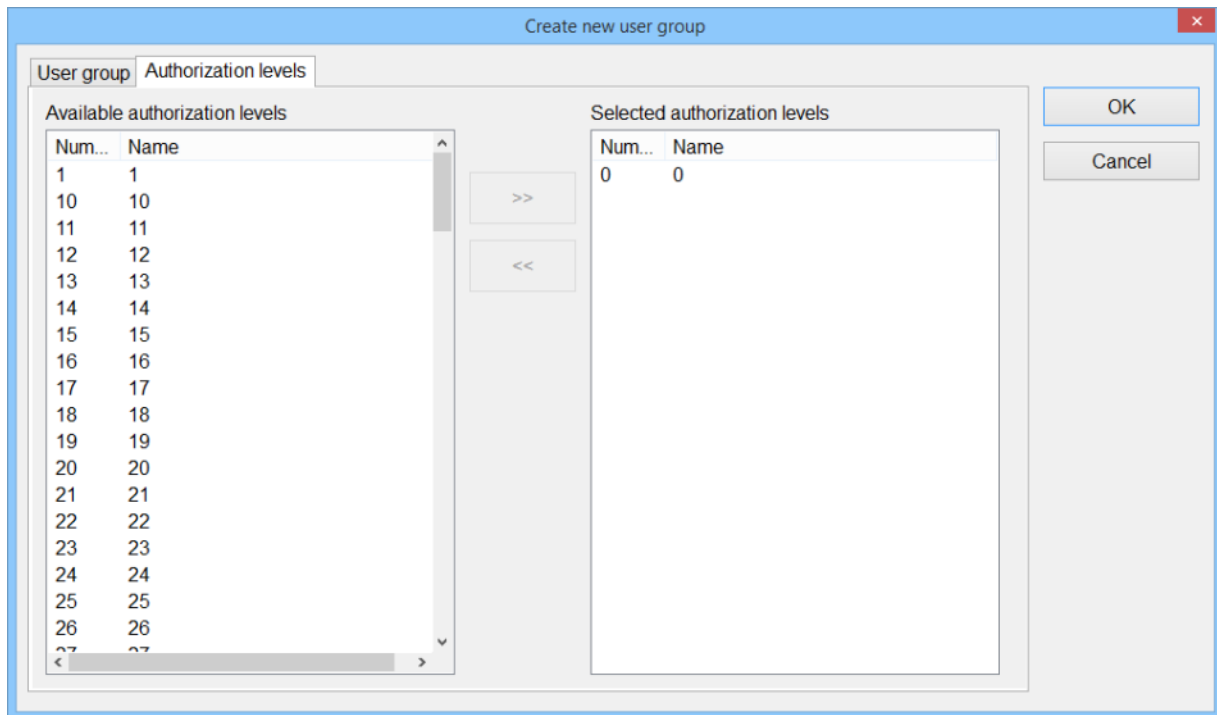 Create new user group
User group Authorization levels
Available authorization levels
Num... Name
1 1
10 10
11 11
12 12
13 13
14 14
15 15
16 16
17 17
18 18
19 19
20 20
21 21
22 22
23 23
24 24
25 25
26 26
27 27
>>
<<
Selected authorization levels
Num... Name
0 0
OK
Cancel